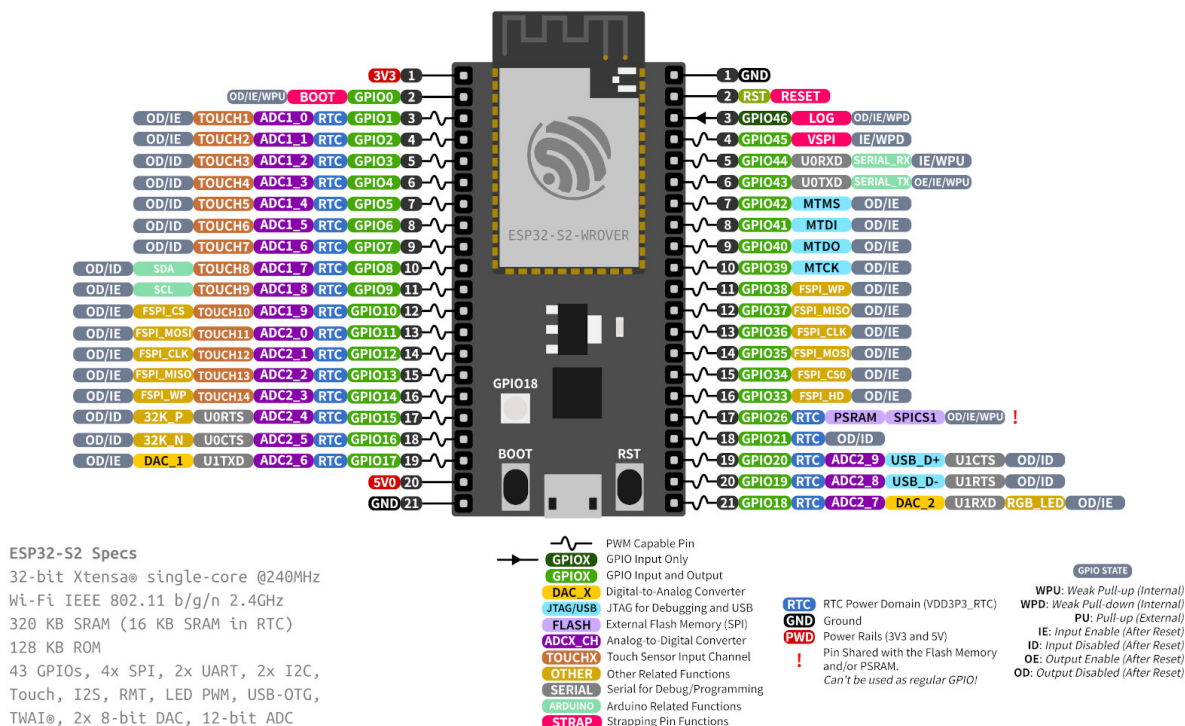 3V3 1
OD/IE/WPU BOOT GPIO0 2
OD/IE TOUCH1 ADC1_0 RTC GPIO1 3
OD/IE TOUCH2 ADC1_1 RTC GPIO2 4
OD/ID TOUCH3 ADC1_2 RTC GPIO3 5
OD/ID TOUCH4 ADC1_3 RTC GPIO4 6
OD/ID TOUCH5 ADC1_4 RTC GPIO5 7
OD/ID TOUCH6 ADC1_5 RTC GPIO6 8
OD/ID TOUCH7 ADC1_6 RTC GPIO7 9
OD/ID SDA TOUCH8 ADC1_7 RTC GPIO8 10
OD/IE SCL TOUCH9 ADC1_8 RTC GPIO9 11
OD/IE FSPI_CS TOUCH10 ADC1_9 RTC GPIO10 12
OD/IE FSPI_MOSI TOUCH11 ADC2_0 RTC GPIO11 13
OD/IE FSPI_CLK TOUCH12 ADC2_1 RTC GPIO12 14
OD/IE FSPI_MISO TOUCH13 ADC2_2 RTC GPIO13 15
OD/IE FSPI_WP TOUCH14 ADC2_3 RTC GPIO14 16
OD/ID 32K_P U0RTS ADC2_4 RTC GPIO15 17
OD/ID 32K_N U0CTS ADC2_5 RTC GPIO16 18
OD/IE DAC_1 U1TXD ADC2_6 RTC GPIO17 19
5V0 20
GND 21
ESP32-S2-WROVER
GPIO18
BOOT RST
1 GND
2 RST RESET
3 GPIO46 LOG OD/IE/WPD
4 GPIO45 VSPI IE/WPD
5 GPIO44 U0RXD SERIAL_RX IE/WPU
6 GPIO43 U0TXD SERIAL_TX OE/IE/WPU
7 GPIO42 MTMS OD/IE
8 GPIO41 MTDI OD/IE
9 GPIO40 MTDO OD/IE
10 GPIO39 MTCK OD/IE
11 GPIO38 FSPI_WP OD/IE
12 GPIO37 FSPI_MISO OD/IE
13 GPIO36 FSPI_CLK OD/IE
14 GPIO35 FSPI_MOSI OD/IE
15 GPIO34 FSPI_CS0 OD/IE
16 GPIO33 FSPI_HD OD/IE
17 GPIO26 RTC PSRAM SPICS1 OD/IE/WPU !
18 GPIO21 RTC OD/ID
19 GPIO20 RTC ADC2_9 USB_D+ U1CTS OD/ID
20 GPIO19 RTC ADC2_8 USB_D- U1RTS OD/ID
21 GPIO18 RTC ADC2_7 DAC_2 U1RXD RGB_LED OD/IE
ESP32-S2 Specs
32-bit Xtensa® single-core @240MHz
Wi-Fi IEEE 802.11 b/g/n 2.4GHz
320 KB SRAM (16 KB SRAM in RTC)
128 KB ROM
43 GPIOs, 4x SPI, 2x UART, 2x I2C,
Touch, I2S, RMT, LED PWM, USB-OTG,
TWAI®, 2x 8-bit DAC, 12-bit ADC
PWM Capable Pin
GPIOX GPIO Input Only
GPIOX GPIO Input and Output
DAC_X Digital-to-Analog Converter
JTAG/USB JTAG for Debugging and USB
FLASH External Flash Memory (SPI)
ADCX_CH Analog-to-Digital Converter
TOUCHX Touch Sensor Input Channel
OTHER Other Related Functions
SERIAL Serial for Debug/Programming
ARDUINO Arduino Related Functions
STRAP Strapping Pin Functions
RTC RTC Power Domain (VDD3P3_RTC)
GND Ground
PWD Power Rails (3V3 and 5V)
! Pin Shared with the Flash Memory
and/or PSRAM.
Can't be used as regular GPIO!
GPIO STATE
WPU: Weak Pull-up (Internal)
WPD: Weak Pull-down (Internal)
PU: Pull-up (External)
IE: Input Enable (After Reset)
ID: Input Disabled (After Reset)
OE: Output Enable (After Reset)
OD: Output Disabled (After Reset)